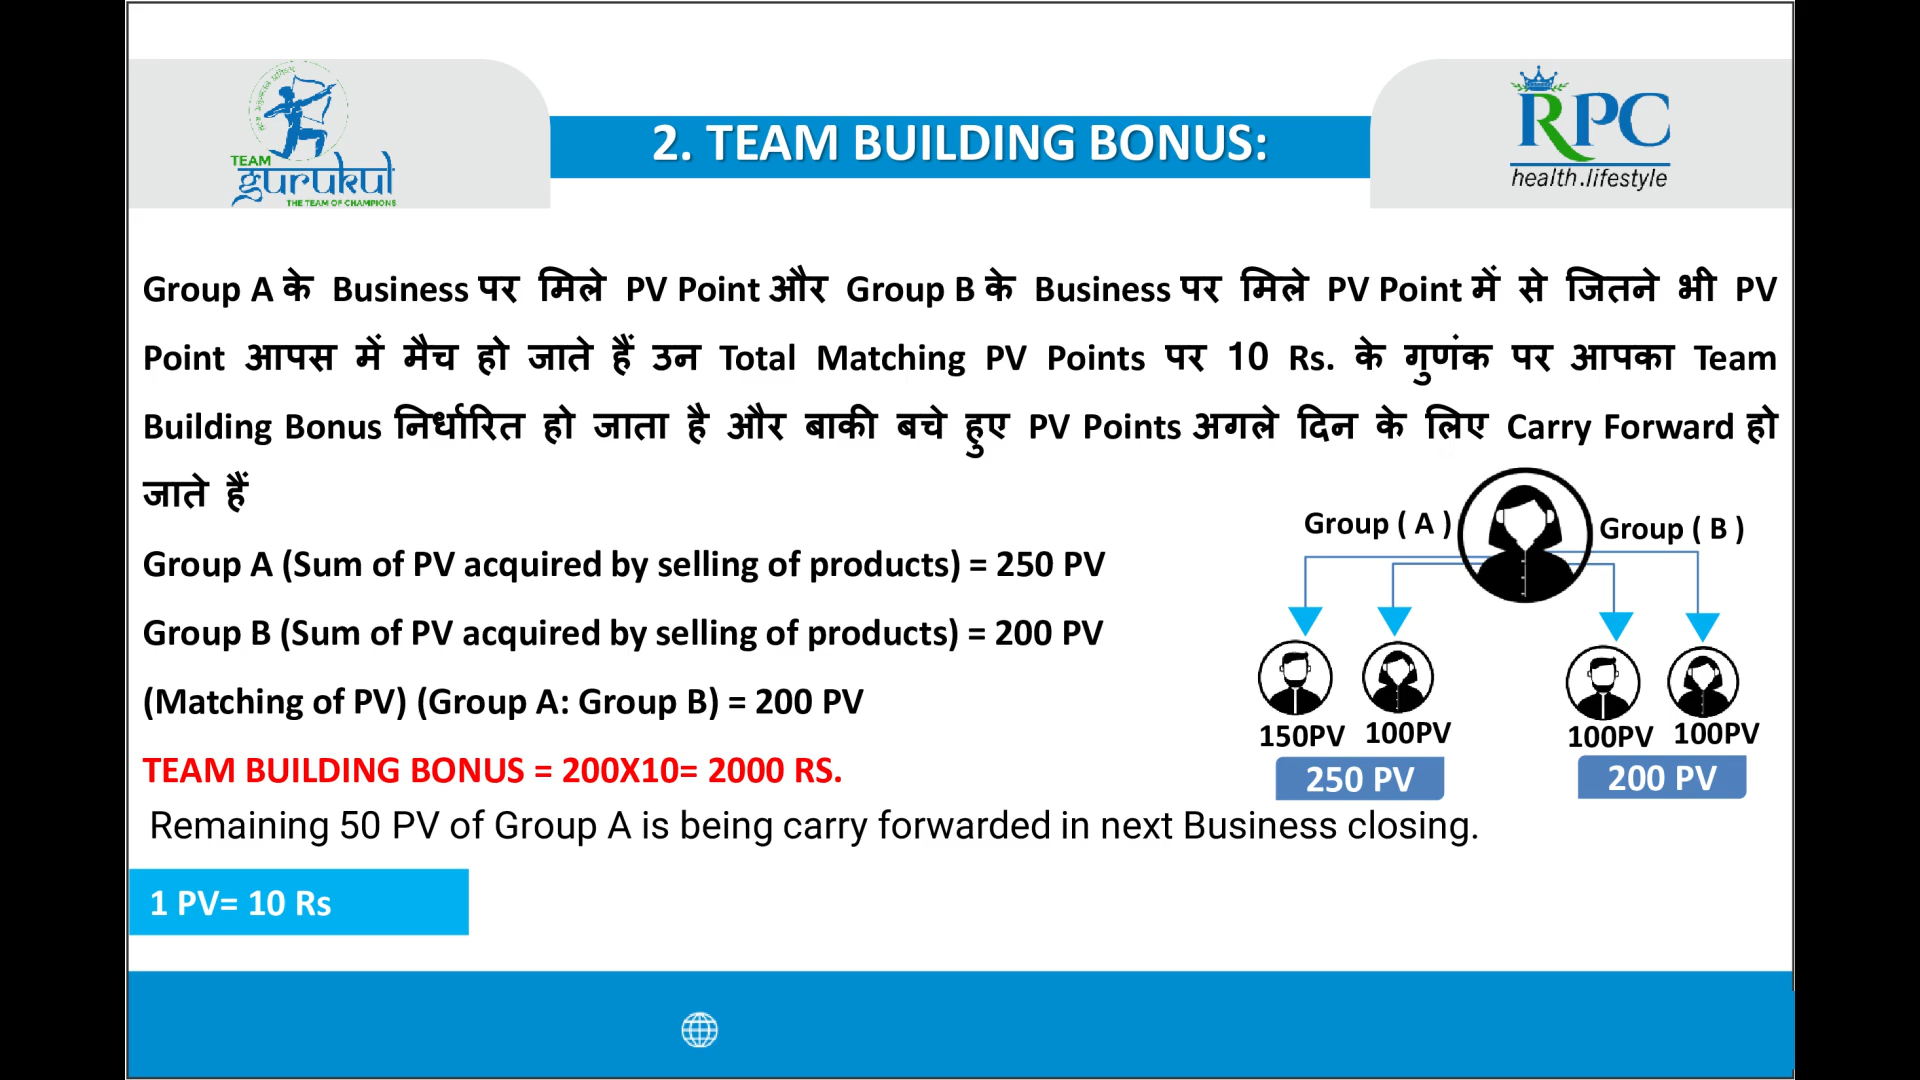 TEAM
gurukul
THE TEAM OF CHAMPIONS
2. TEAM BUILDING BONUS:
RPC
health.lifestyle
Group A के Business पर मिले PV Point और Group B के Business पर मिले PV Point में से जितने भी PV
Point आपस में मैच हो जाते हैं उन Total Matching PV Points पर 10 Rs. के गुणंक पर आपका Team
Building Bonus निर्धारित हो जाता है और बाकी बचे हुए PV Points अगले दिन के लिए Carry Forward हो
जाते हैं
Group A (Sum of PV acquired by selling of products) = 250 PV
Group B (Sum of PV acquired by selling of products) = 200 PV
(Matching of PV) (Group A: Group B) = 200 PV
TEAM BUILDING BONUS = 200X10= 2000 RS.
Remaining 50 PV of Group A is being carry forwarded in next Business closing.
1 PV= 10 Rs
Group ( A )
Group ( B )
150PV 100PV
100PV 100PV
250 PV
200 PV